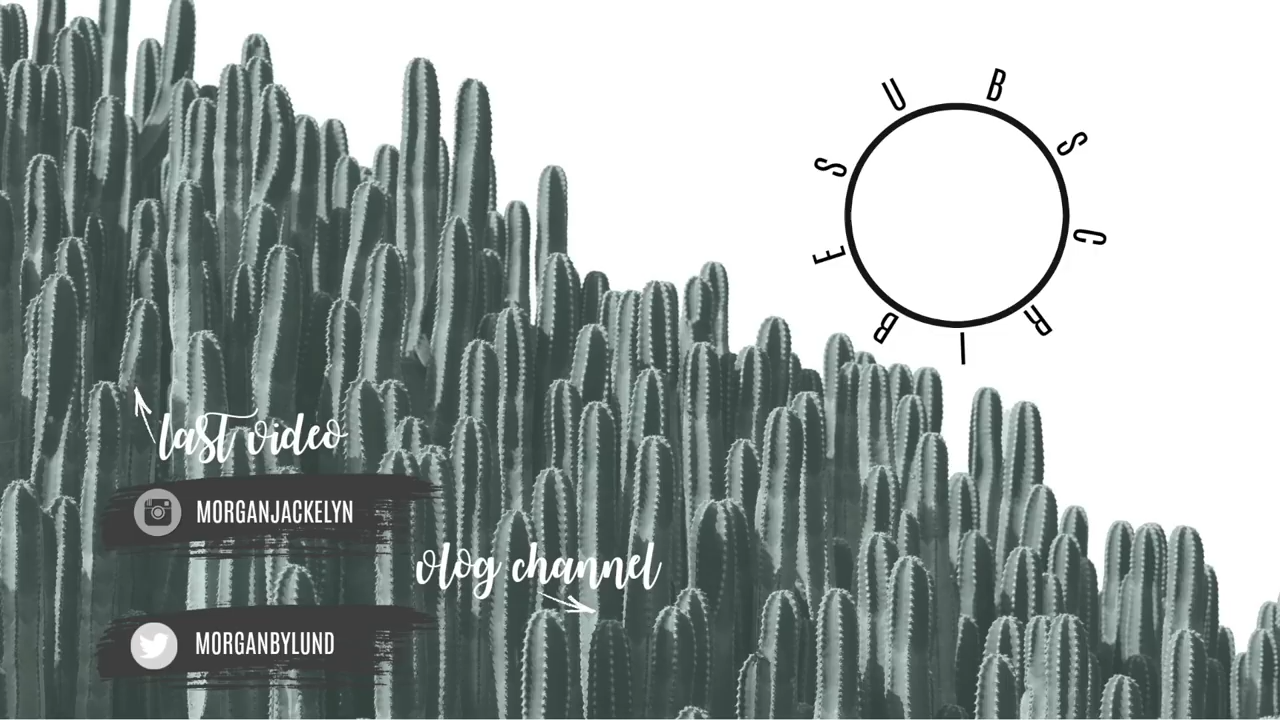 SUBSCRIBE
last video
MORGANJACKELYN
vlog channel
MORGANBYLUND